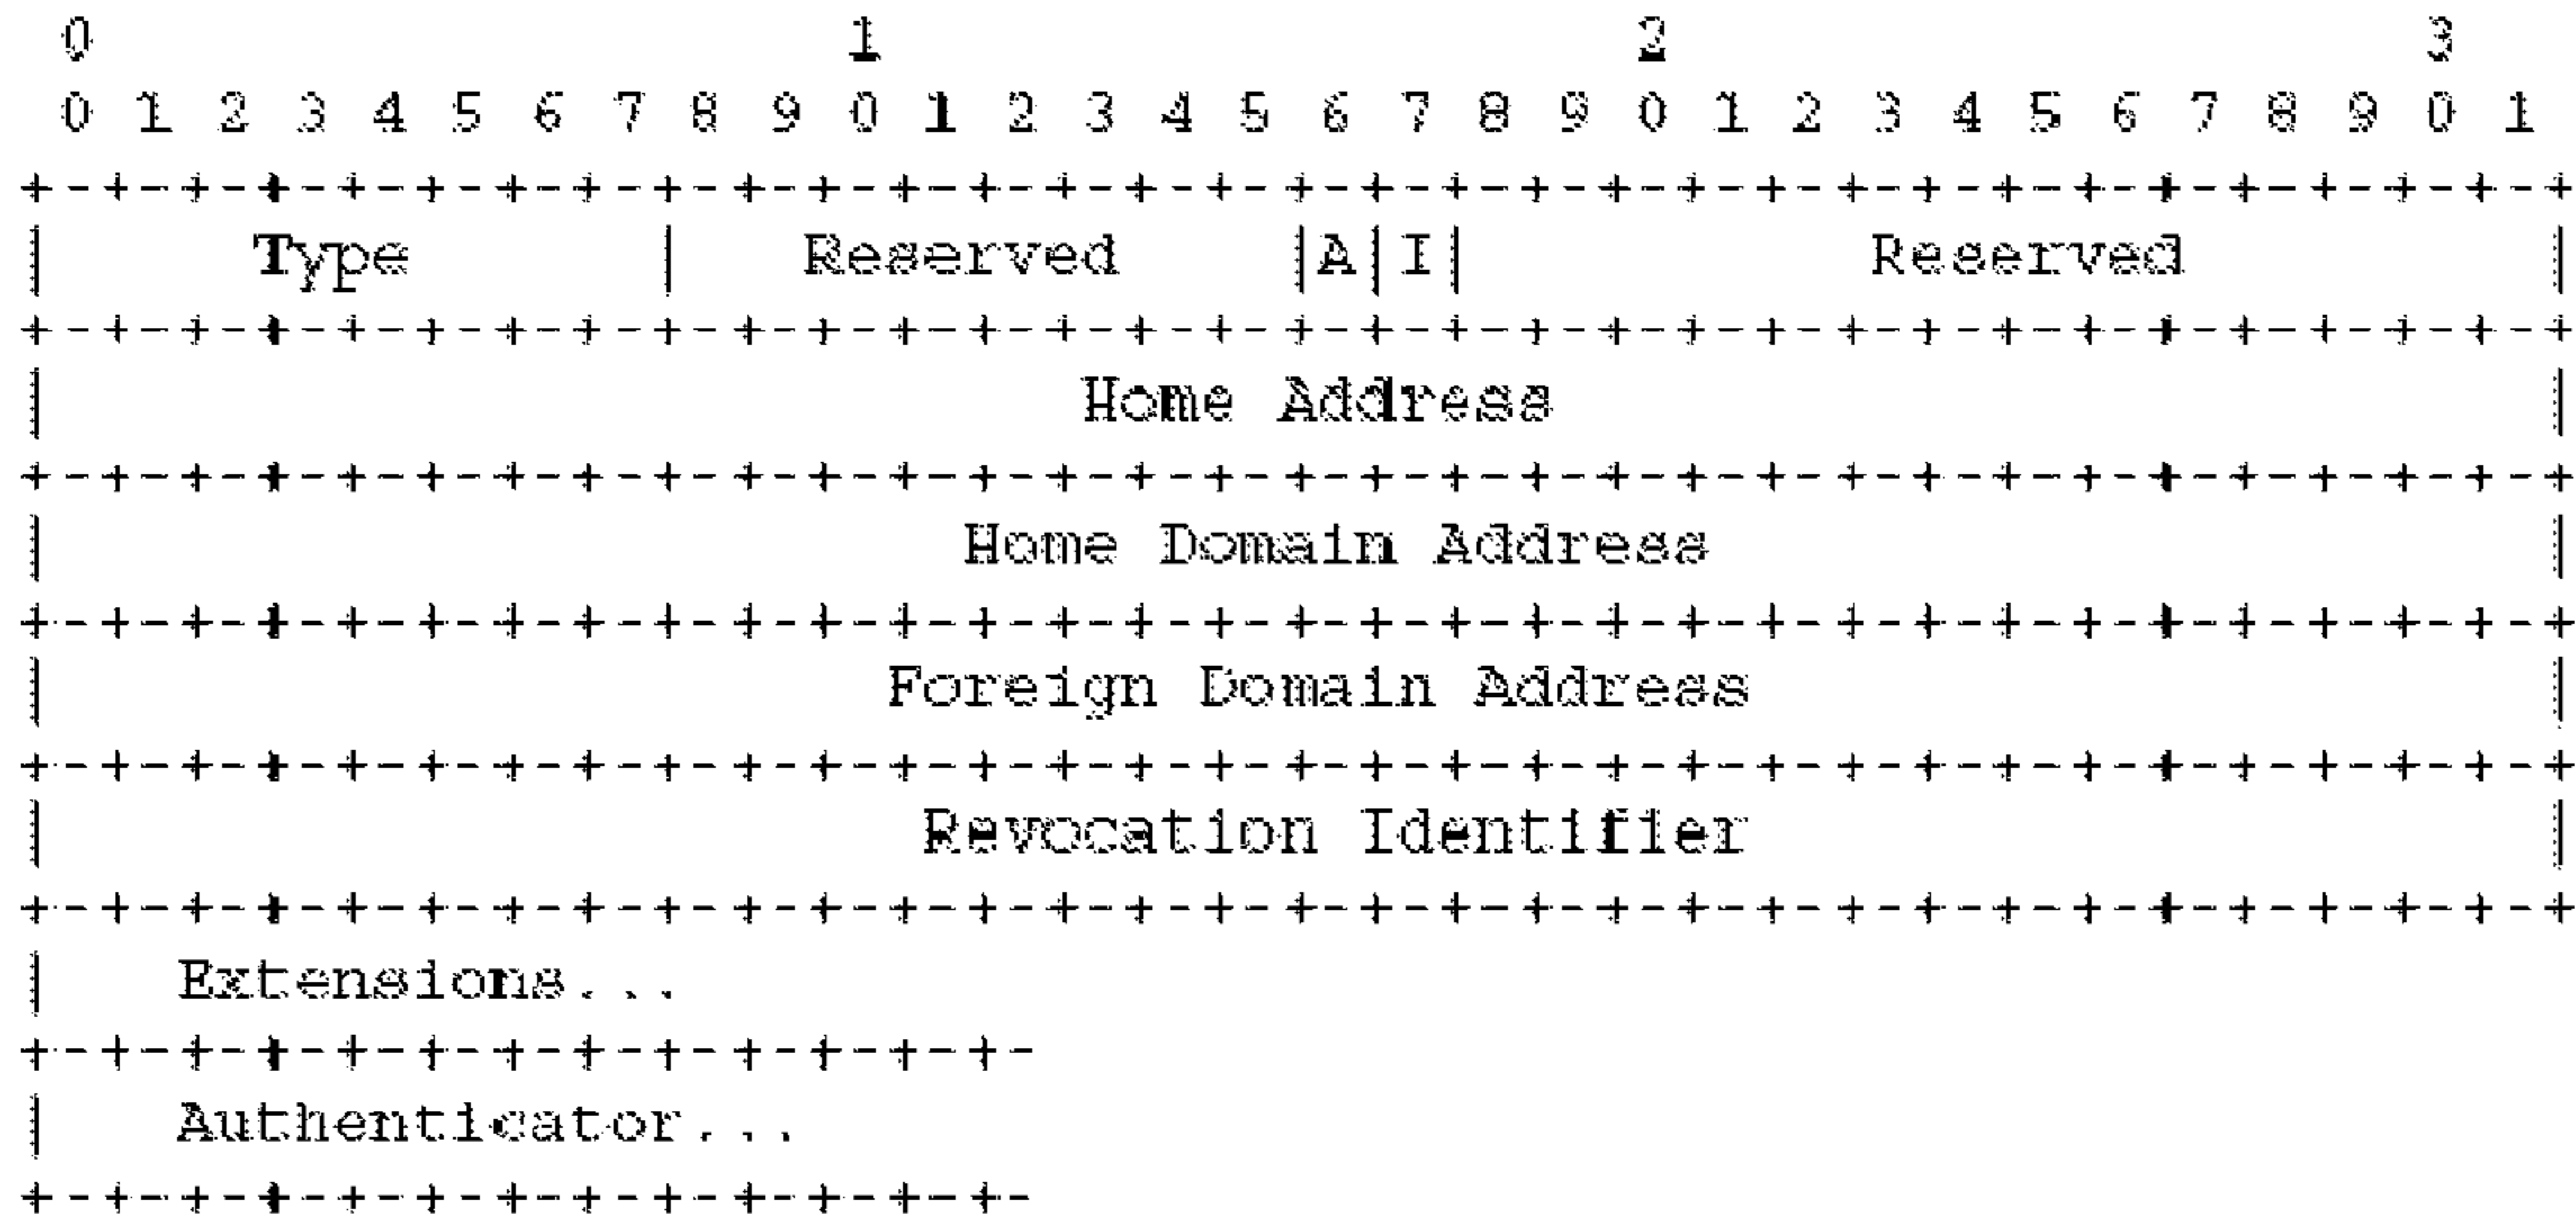 0                   1                   2                   3
0 1 2 3 4 5 6 7 8 9 0 1 2 3 4 5 6 7 8 9 0 1 2 3 4 5 6 7 8 9 0 1
+-+-+-+-+-+-+-+-+-+-+-+-+-+-+-+-+-+-+-+-+-+-+-+-+-+-+-+-+-+-+-+-+
|     Type      |   Reserved    |A|I|          Reserved         |
+-+-+-+-+-+-+-+-+-+-+-+-+-+-+-+-+-+-+-+-+-+-+-+-+-+-+-+-+-+-+-+-+
|                          Home Address                         |
+-+-+-+-+-+-+-+-+-+-+-+-+-+-+-+-+-+-+-+-+-+-+-+-+-+-+-+-+-+-+-+-+
|                       Home Domain Address                     |
+-+-+-+-+-+-+-+-+-+-+-+-+-+-+-+-+-+-+-+-+-+-+-+-+-+-+-+-+-+-+-+-+
|                     Foreign Domain Address                    |
+-+-+-+-+-+-+-+-+-+-+-+-+-+-+-+-+-+-+-+-+-+-+-+-+-+-+-+-+-+-+-+-+
|                      Revocation Identifier                    |
+-+-+-+-+-+-+-+-+-+-+-+-+-+-+-+-+-+-+-+-+-+-+-+-+-+-+-+-+-+-+-+-+
|   Extensions...
+-+-+-+-+-+-+-+-+-+-+-+-+-
|   Authenticator...
+-+-+-+-+-+-+-+-+-+-+-+-+-